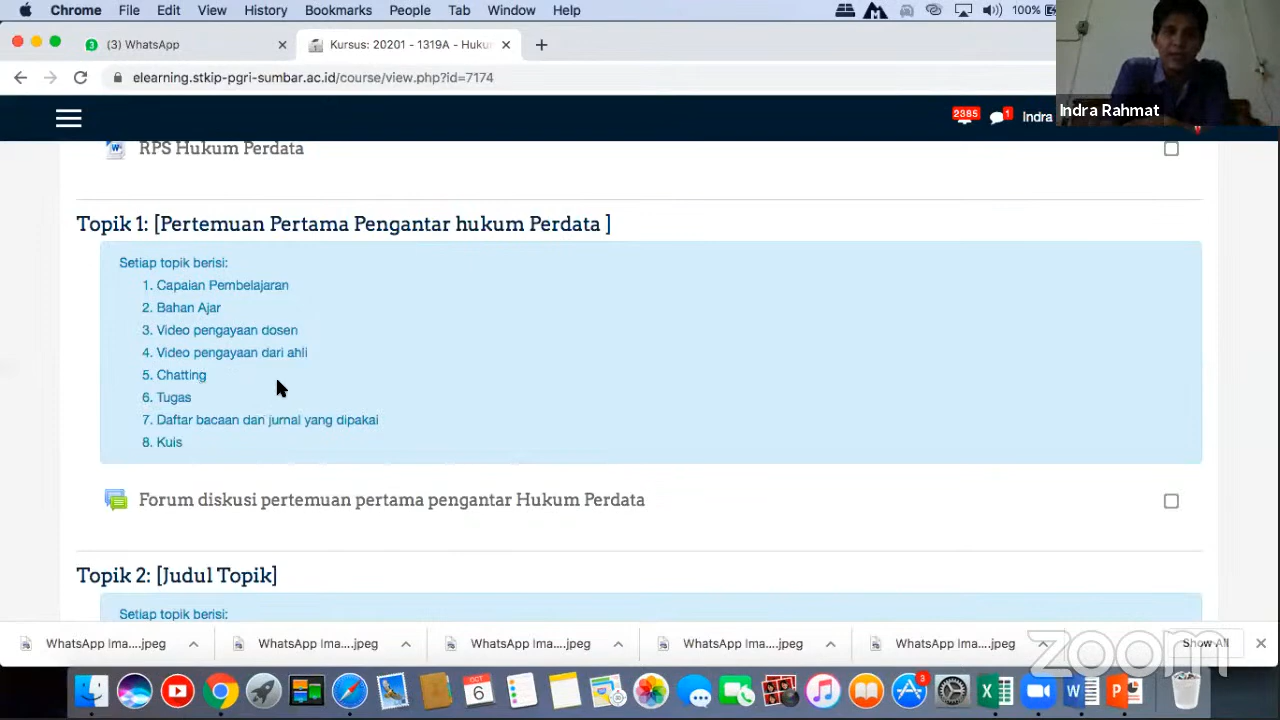 Chrome File Edit View History Bookmarks People Tab Window Help 100%
3 (3) WhatsApp
Kursus: 20201 - 1319A - Huku
elearning.stkip-pgri-sumbar.ac.id/course/view.php?id=7174
Indra Rahmat
2385 1 Indra
RPS Hukum Perdata
Topik 1: [Pertemuan Pertama Pengantar hukum Perdata ]
Setiap topik berisi:
1. Capaian Pembelajaran
2. Bahan Ajar
3. Video pengayaan dosen
4. Video pengayaan dari ahli
5. Chatting
6. Tugas
7. Daftar bacaan dan jurnal yang dipakai
8. Kuis
Forum diskusi pertemuan pertama pengantar Hukum Perdata
Topik 2: [Judul Topik]
Setiap topik berisi:
WhatsApp Ima....jpeg WhatsApp Ima....jpeg WhatsApp Ima....jpeg WhatsApp Ima....jpeg WhatsApp Ima....jpeg Show All
zoom
OCT
6
3